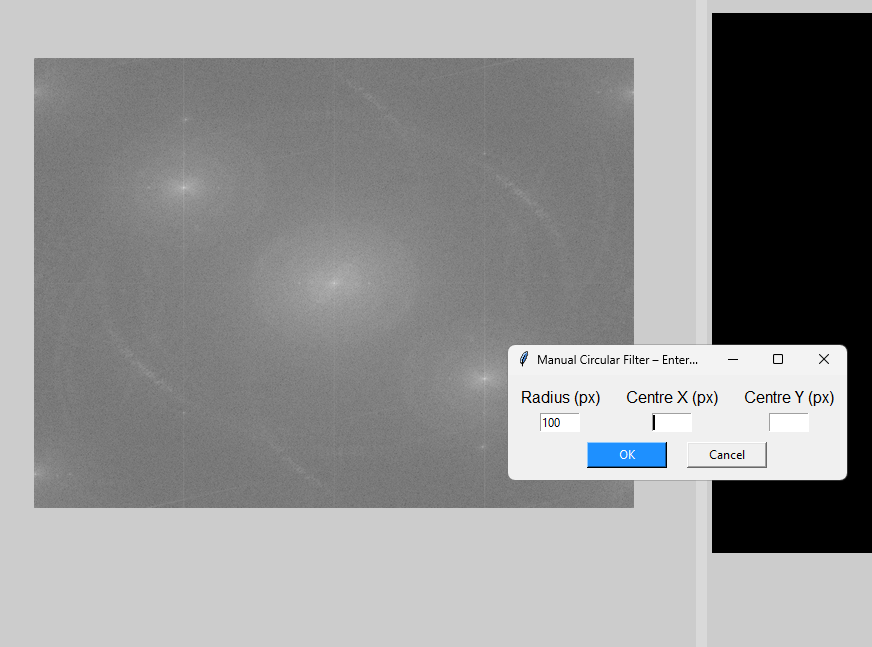 Manual Circular Filter – Enter...
Radius (px) Centre X (px) Centre Y (px)
100
OK Cancel